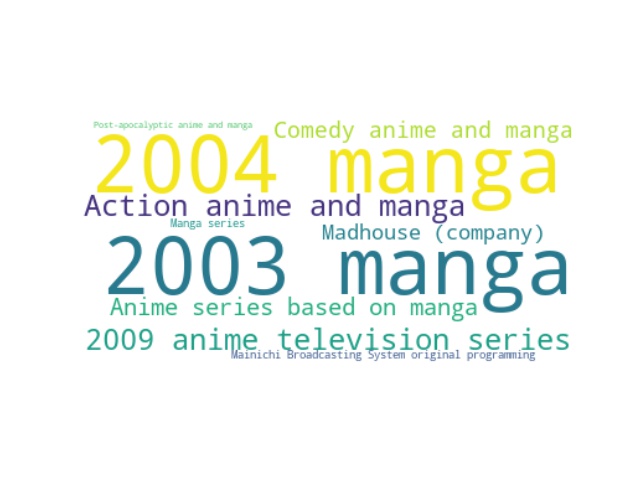 Post-apocalyptic anime and manga
Comedy anime and manga
2004 manga
Action anime and manga
Manga series
Madhouse (company)
2003 manga
Anime series based on manga
2009 anime television series
Mainichi Broadcasting System original programming